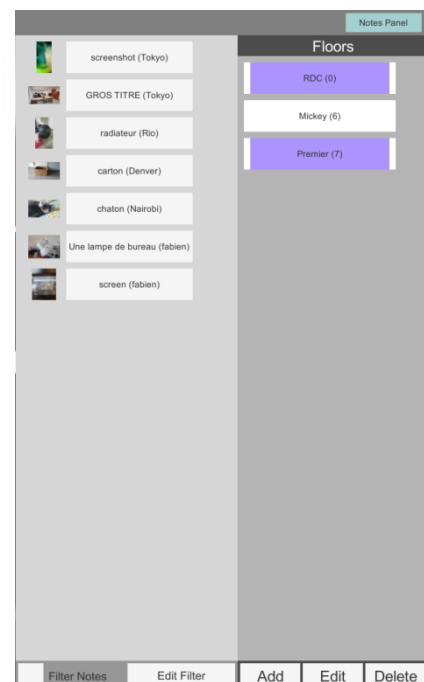 Notes Panel
screenshot (Tokyo)
GROS TITRE (Tokyo)
radiateur (Rio)
carton (Denver)
chaton (Nairobi)
Une lampe de bureau (fabien)
screen (fabien)
Floors
RDC (0)
Mickey (6)
Premier (7)
Filter Notes
Edit Filter
Add
Edit
Delete